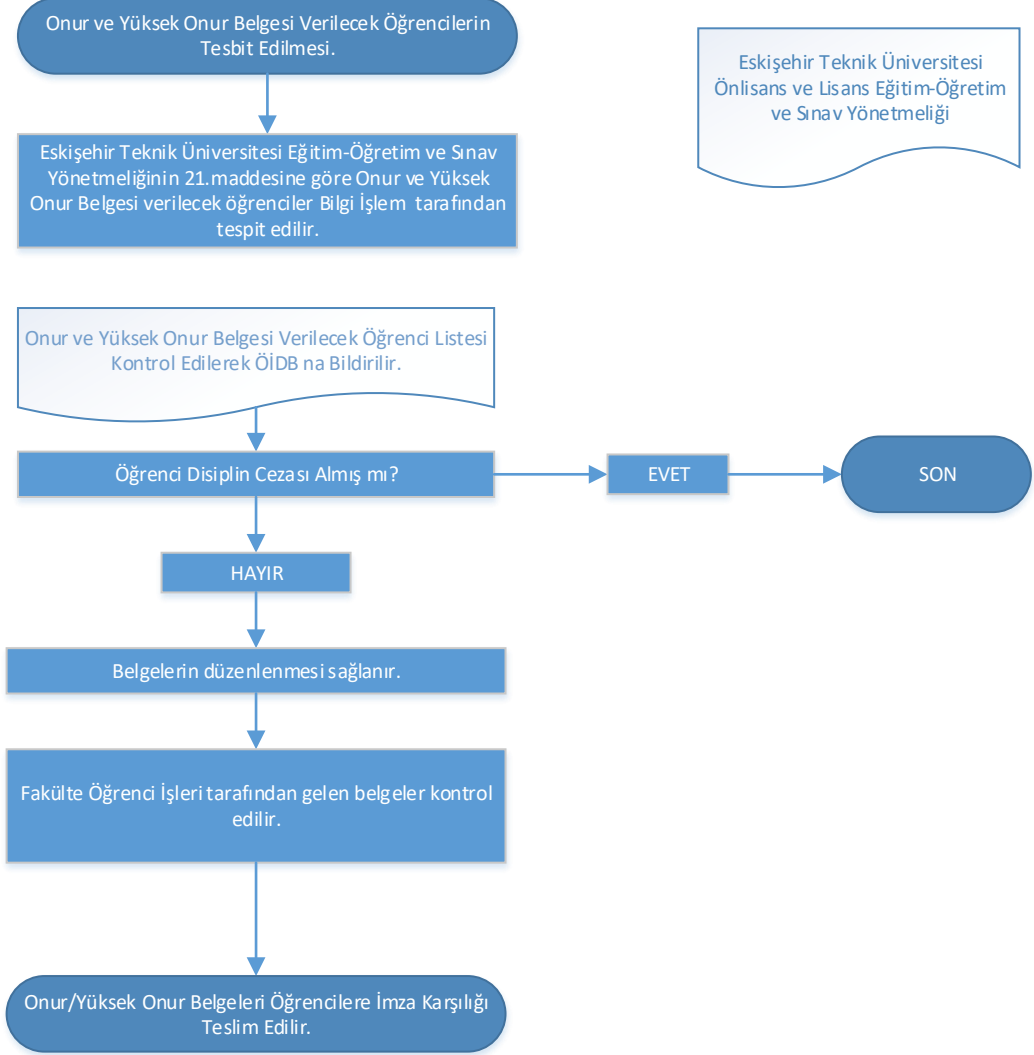 Onur ve Yüksek Onur Belgesi Verilecek Öğrencilerin
Tesbit Edilmesi.
Eskişehir Teknik Üniversitesi
Önlisans ve Lisans Eğitim-Öğretim
ve Sınav Yönetmeliği
Eskişehir Teknik Üniversitesi Eğitim-Öğretim ve Sınav
Yönetmeliğinin 21.maddesine göre Onur ve Yüksek
Onur Belgesi verilecek öğrenciler Bilgi İşlem tarafından
tespit edilir.
Onur ve Yüksek Onur Belgesi Verilecek Öğrenci Listesi
Kontrol Edilerek ÖİDB na Bildirilir.
Öğrenci Disiplin Cezası Almış mı?
EVET
SON
HAYIR
Belgelerin düzenlenmesi sağlanır.
Fakülte Öğrenci İşleri tarafından gelen belgeler kontrol
edilir.
Onur/Yüksek Onur Belgeleri Öğrencilere İmza Karşılığı
Teslim Edilir.